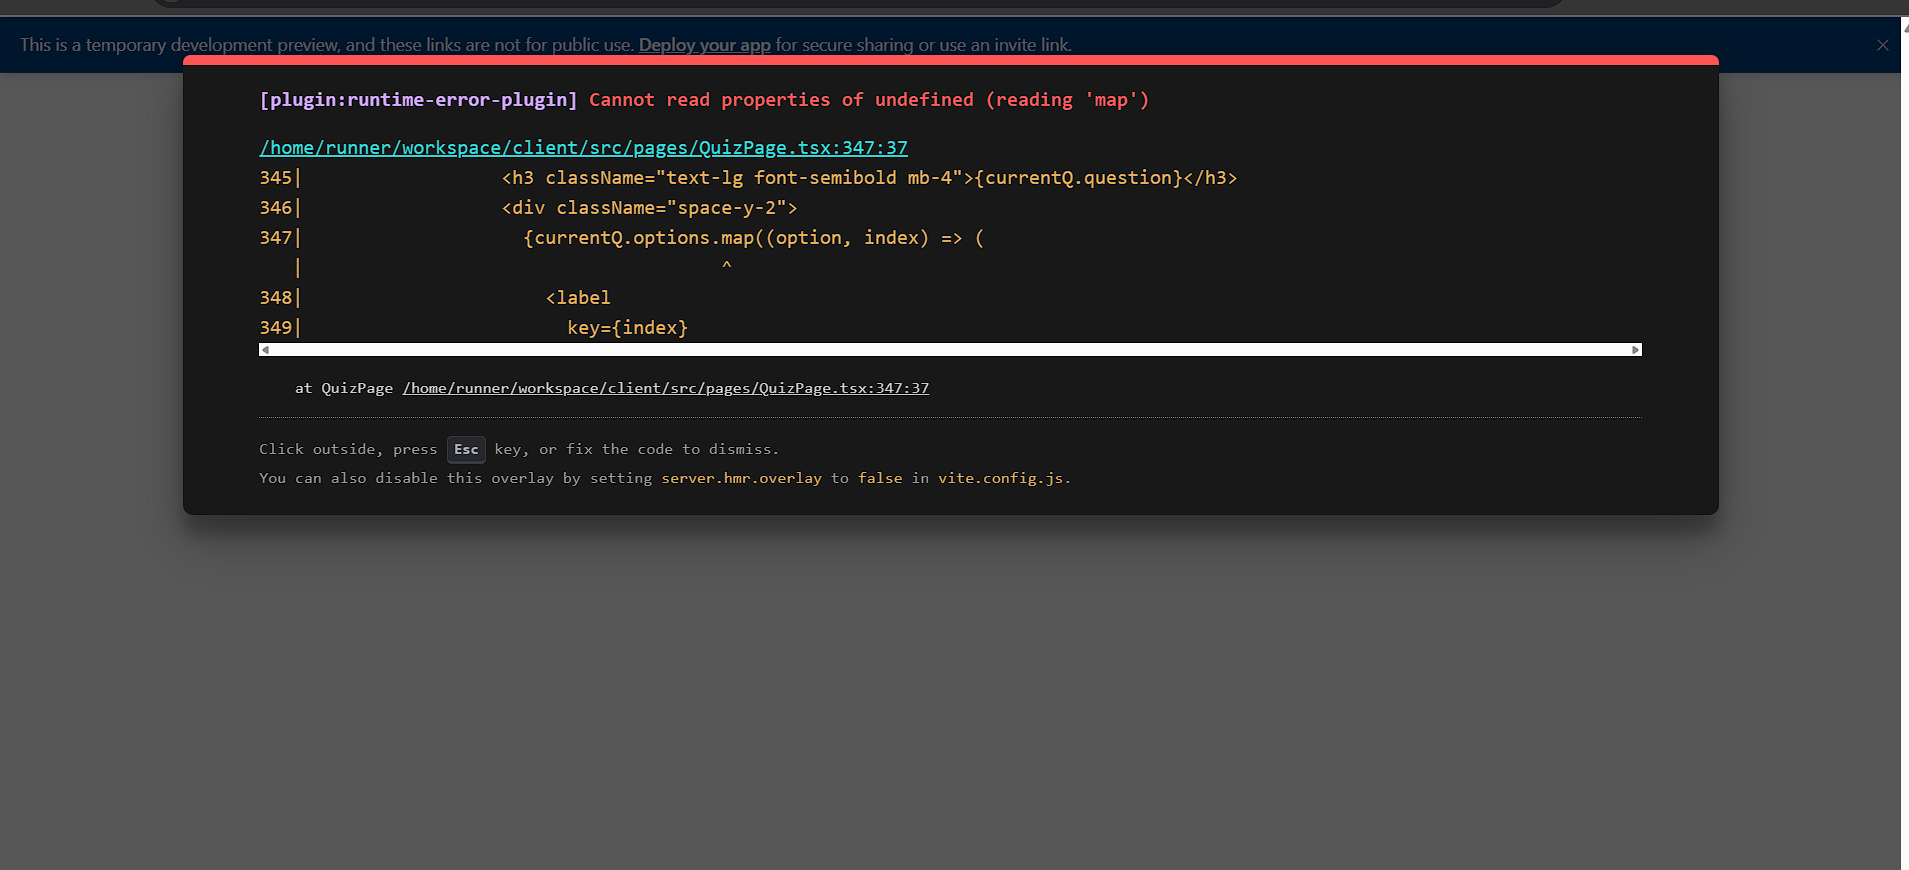 This is a temporary development preview, and these links are not for public use. Deploy your app for secure sharing or use an invite link.
[plugin:runtime-error-plugin] Cannot read properties of undefined (reading 'map')
/home/runner/workspace/client/src/pages/QuizPage.tsx:347:37
345|                  <h3 className="text-lg font-semibold mb-4">{currentQ.question}</h3>
346|                  <div className="space-y-2">
347|                    {currentQ.options.map((option, index) => (
   |                                      ^
348|                      <label
349|                        key={index}
at QuizPage /home/runner/workspace/client/src/pages/QuizPage.tsx:347:37
Click outside, press Esc key, or fix the code to dismiss.
You can also disable this overlay by setting server.hmr.overlay to false in vite.config.js.